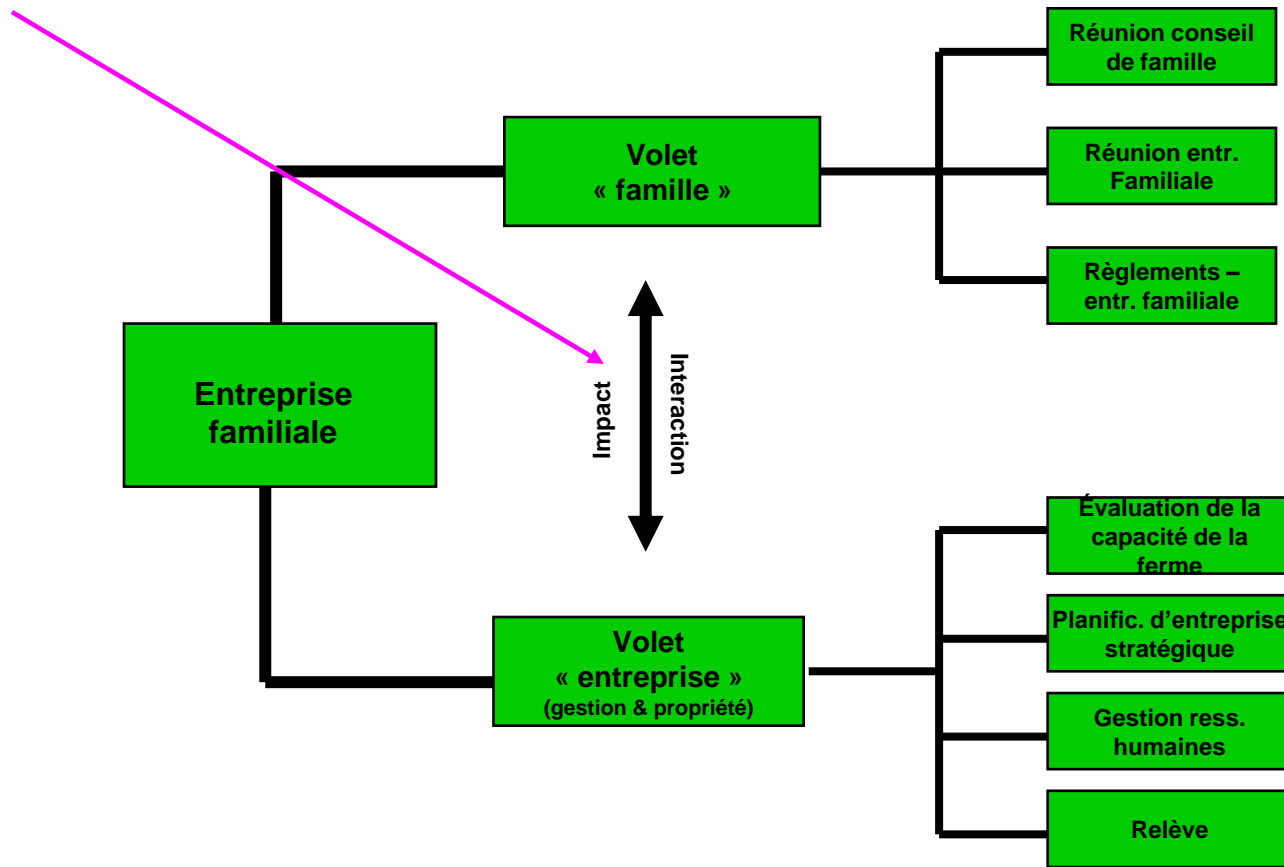 Réunion conseil
de famille
Volet
« famille »
Réunion entr.
Familiale
Règlements –
entr. familiale
Entreprise
familiale
Impact
Interaction
Évaluation de la
capacité de la
ferme
Planific. d’entreprise
stratégique
Volet
« entreprise »
(gestion & propriété)
Gestion ress.
humaines
Relève